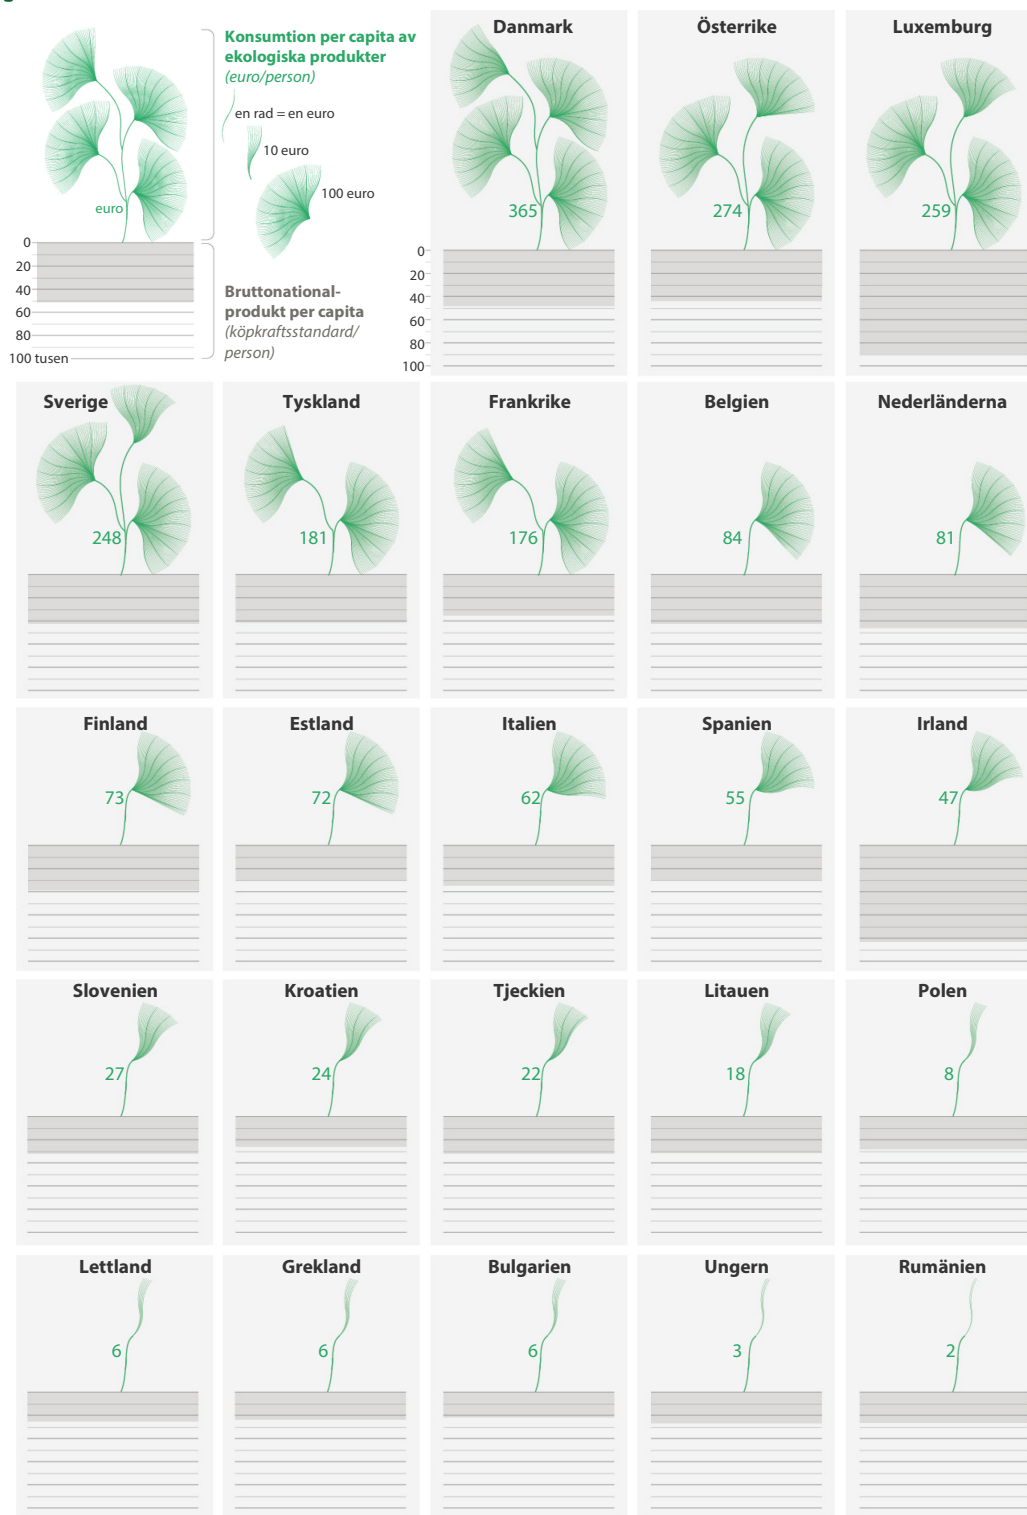 Konsumtion per capita av
ekologiska produkter
(euro/person)
en rad = en euro
10 euro
100 euro
euro
0
20
40
60
80
100 tusen
Bruttonational-
produkt per capita
(köpkraftsstandard/
person)
Danmark
365
0
20
40
60
80
100
Österrike
274
Luxemburg
259
Sverige
248
Tyskland
181
Frankrike
176
Belgien
84
Nederländerna
81
Finland
73
Estland
72
Italien
62
Spanien
55
Irland
47
Slovenien
27
Kroatien
24
Tjeckien
22
Litauen
18
Polen
8
Lettland
6
Grekland
6
Bulgarien
6
Ungern
3
Rumänien
2